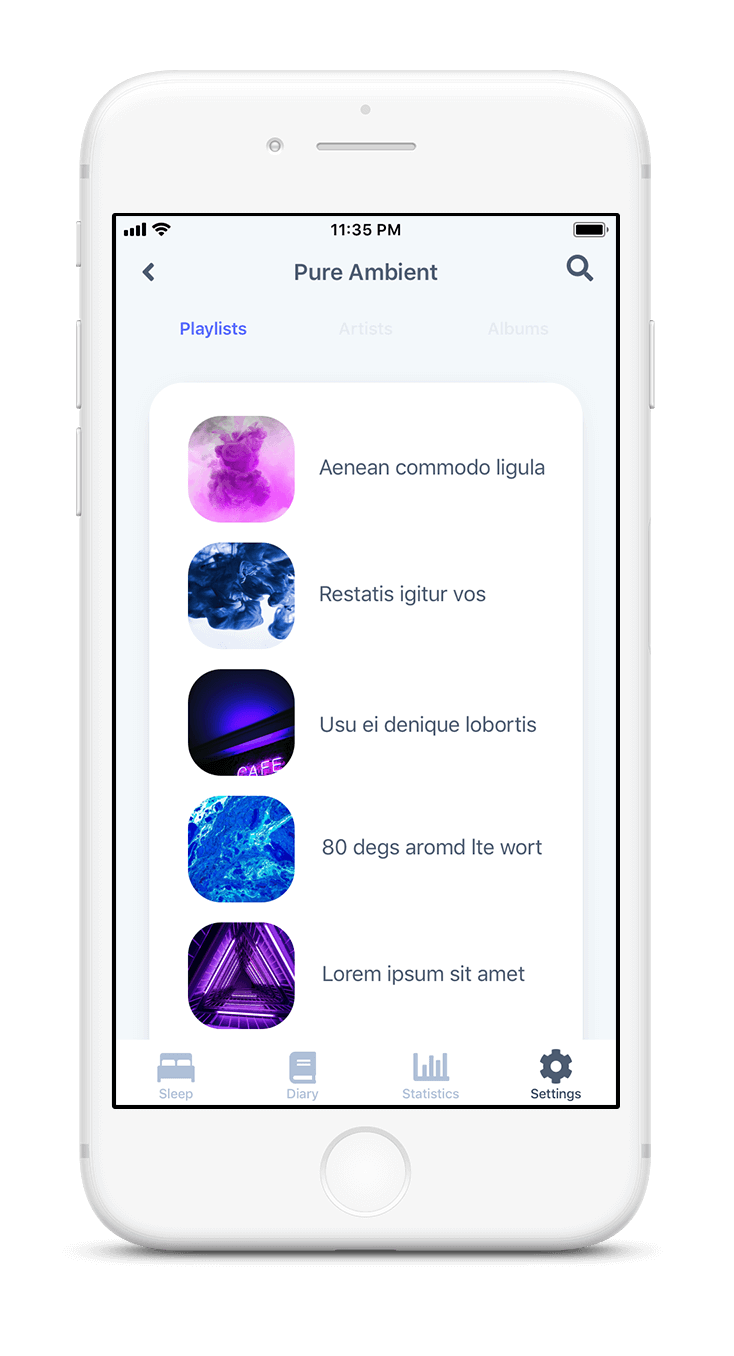 11:35 PM
Pure Ambient
Playlists Artists Albums
Aenean commodo ligula
Restatis igitur vos
CAFE
Usu ei denique lobortis
80 degs aromd lte wort
Lorem ipsum sit amet
Sleep Diary Statistics Settings